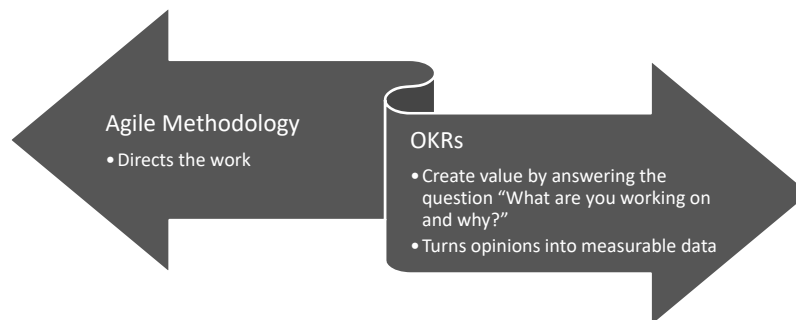 Agile Methodology
•Directs the work
OKRs
•Create value by answering the
question “What are you working on
and why?”
•Turns opinions into measurable data